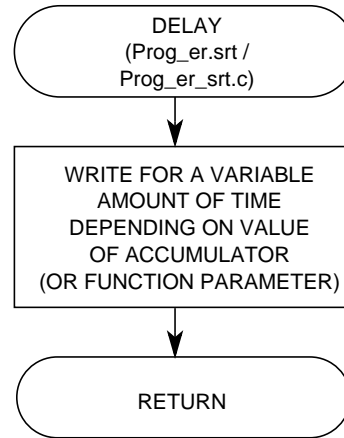 DELAY
(Prog_er.srt /
Prog_er_srt.c)
WRITE FOR A VARIABLE
AMOUNT OF TIME
DEPENDING ON VALUE
OF ACCUMULATOR
(OR FUNCTION PARAMETER)
RETURN